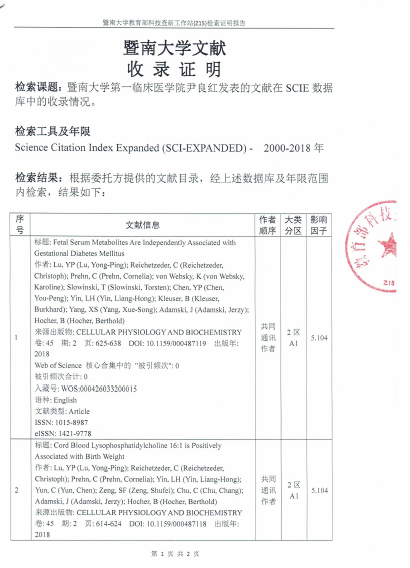 暨南大学教育部科技查新工作站(Z15)检索证明报告
暨南大学文献
收 录 证 明
检索课题：暨南大学第一临床医学院尹良红发表的文献在 SCIE 数据
库中的收录情况。
检索工具及年限
Science Citation Index Expanded (SCI-EXPANDED) - 2000-2018 年
检索结果：根据委托方提供的文献目录，经上述数据库及年限范围
内检索，结果如下：
序号 文献信息 作者顺序 大类分区 影响因子
1
标题: Fetal Serum Metabolites Are Independently Associated with
Gestational Diabetes Mellitus
作者: Lu, YP (Lu, Yong-Ping); Reichetzeder, C (Reichetzeder,
Christoph); Prehn, C (Prehn, Cornelia); von Websky, K (von Websky,
Karoline); Slowinski, T (Slowinski, Torsten); Chen, YP (Chen,
You-Peng); Yin, LH (Yin, Liang-Hong); Kleuser, B (Kleuser,
Burkhard); Yang, XS (Yang, Xue-Song); Adamski, J (Adamski, Jerzy);
Hocher, B (Hocher, Berthold)
来源出版物: CELLULAR PHYSIOLOGY AND BIOCHEMISTRY
卷: 45 期: 2 页: 625-638 DOI: 10.1159/000487119 出版年:
2018
Web of Science 核心合集中的 "被引频次": 0
被引频次合计: 0
入藏号: WOS:000426033200015
语种: English
文献类型: Article
ISSN: 1015-8987
eISSN: 1421-9778
共同
通讯
作者
2 区
A1
5.104
2
标题: Cord Blood Lysophosphatidylcholine 16:1 is Positively
Associated with Birth Weight
作者: Lu, YP (Lu, Yong-Ping); Reichetzeder, C (Reichetzeder,
Christoph); Prehn, C (Prehn, Cornelia); Yin, LH (Yin, Liang-Hong);
Yun, C (Yun, Chen); Zeng, SF (Zeng, Shufei); Chu, C (Chu, Chang);
Adamski, J (Adamski, Jerzy); Hocher, B (Hocher, Berthold)
来源出版物: CELLULAR PHYSIOLOGY AND BIOCHEMISTRY
卷: 45 期: 2 页: 614-624 DOI: 10.1159/000487118 出版年:
2018
共同
通讯
作者
2 区
A1
5.104
教育部科技
第 1 页 共 2 页